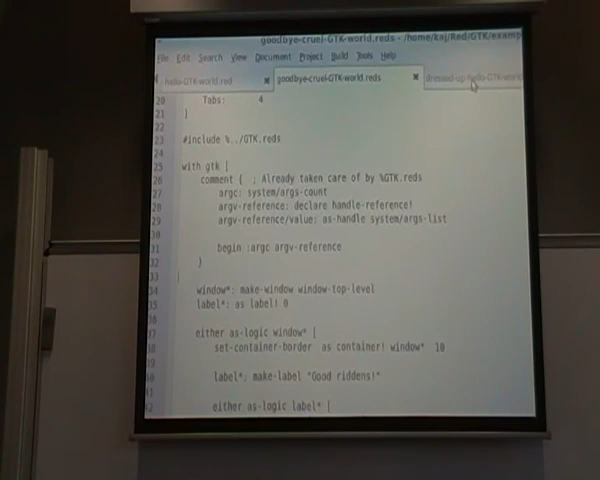 goodbye-cruel-GTK-world.reds - /home/kaj/Red/GTK/examp
File Edit Search View Document Project Build Tools Help
hello-GTK-world.red goodbye-cruel-GTK-world.reds dressed-up-hello-GTK-world
20 Tabs: 4
21 ]
22
23 #include %../GTK.reds
24
25 with gtk [
26 comment { ; Already taken care of by %GTK.reds
27 argc: system/args-count
28 argv-reference: declare handle-reference!
29 argv-reference/value: as-handle system/args-list
30
31 begin :argc argv-reference
32 }
33
34 window*: make-window window-top-level
35 label*: as label! 0
36
37 either as-logic window* [
38 set-container-border as container! window* 10
39
40 label*: make-label "Good riddens!"
41
42 either as-logic label* [